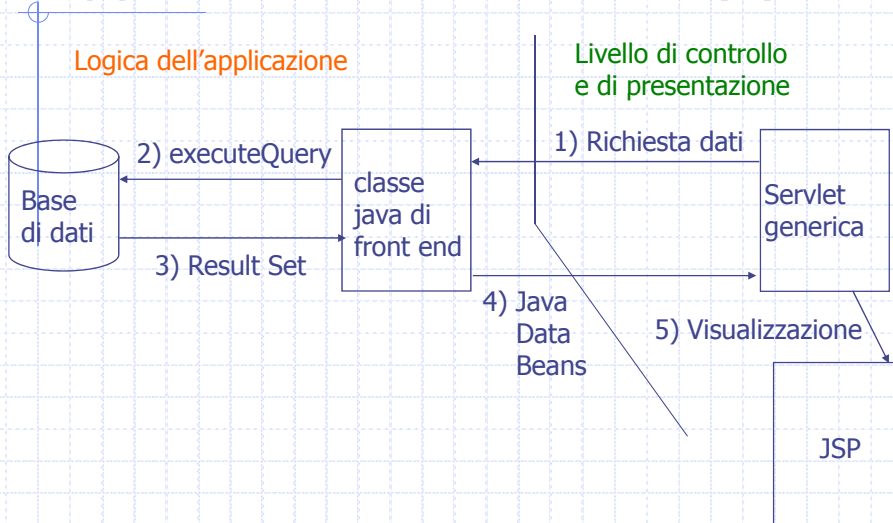 Logica dell'applicazione
Livello di controllo
e di presentazione
1) Richiesta dati
2) executeQuery
Base
di dati
classe
java di
front end
Servlet
generica
3) Result Set
4) Java
Data
Beans
5) Visualizzazione
JSP